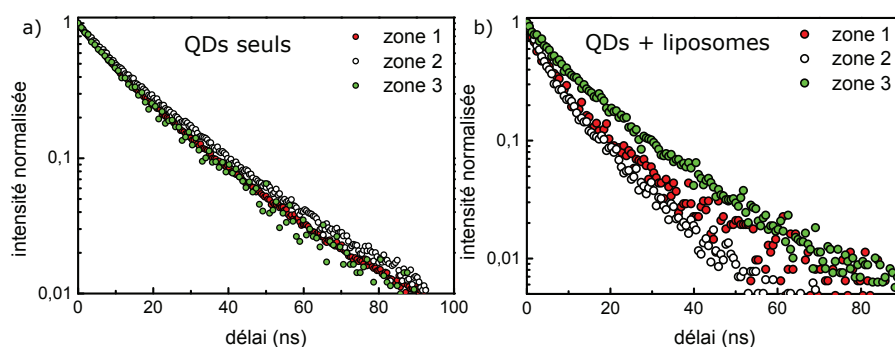 a)
QDs seuls
zone 1
zone 2
zone 3
intensité normalisée
1
0,1
0,01
0
20
40
60
80
100
délai (ns)
b)
QDs + liposomes
zone 1
zone 2
zone 3
intensité normalisée
1
0,1
0,01
0
20
40
60
80
délai (ns)